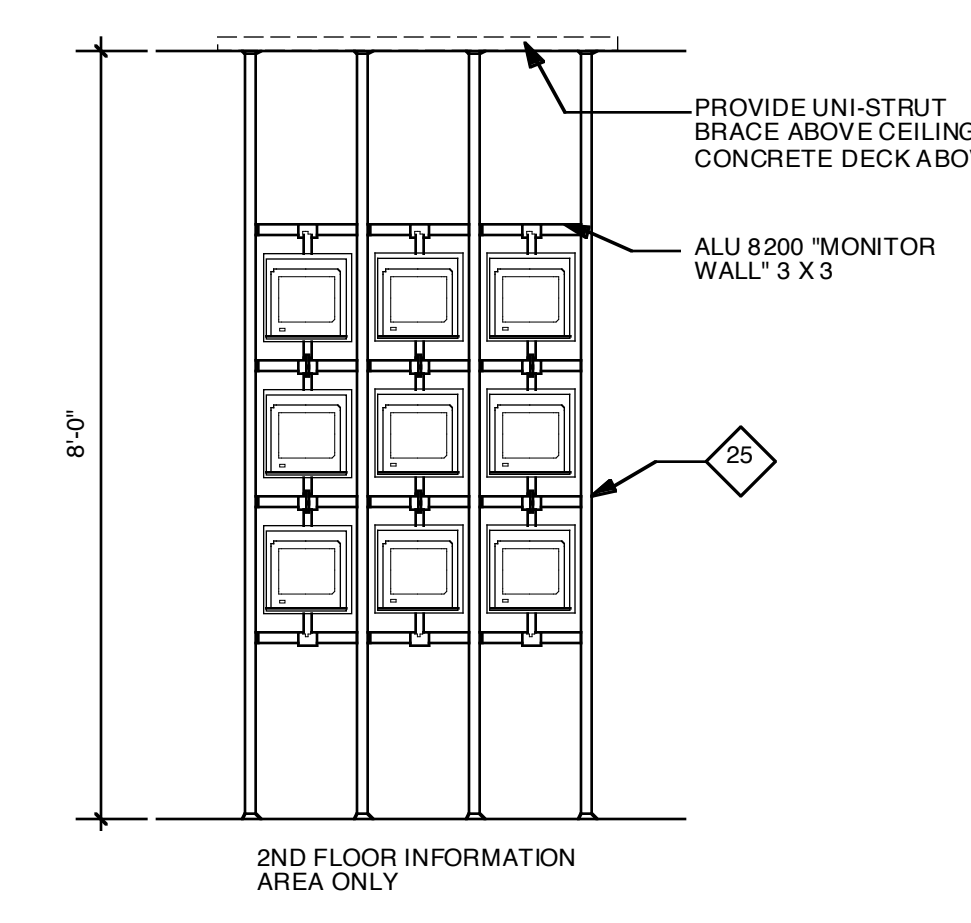 PROVIDE UNI-STRUT
BRACE ABOVE CEILING
CONCRETE DECK
ALU 8200 "MONITOR
WALL" 3 X 3
8'-0"
25
2ND FLOOR INFORMATION
AREA ONLY